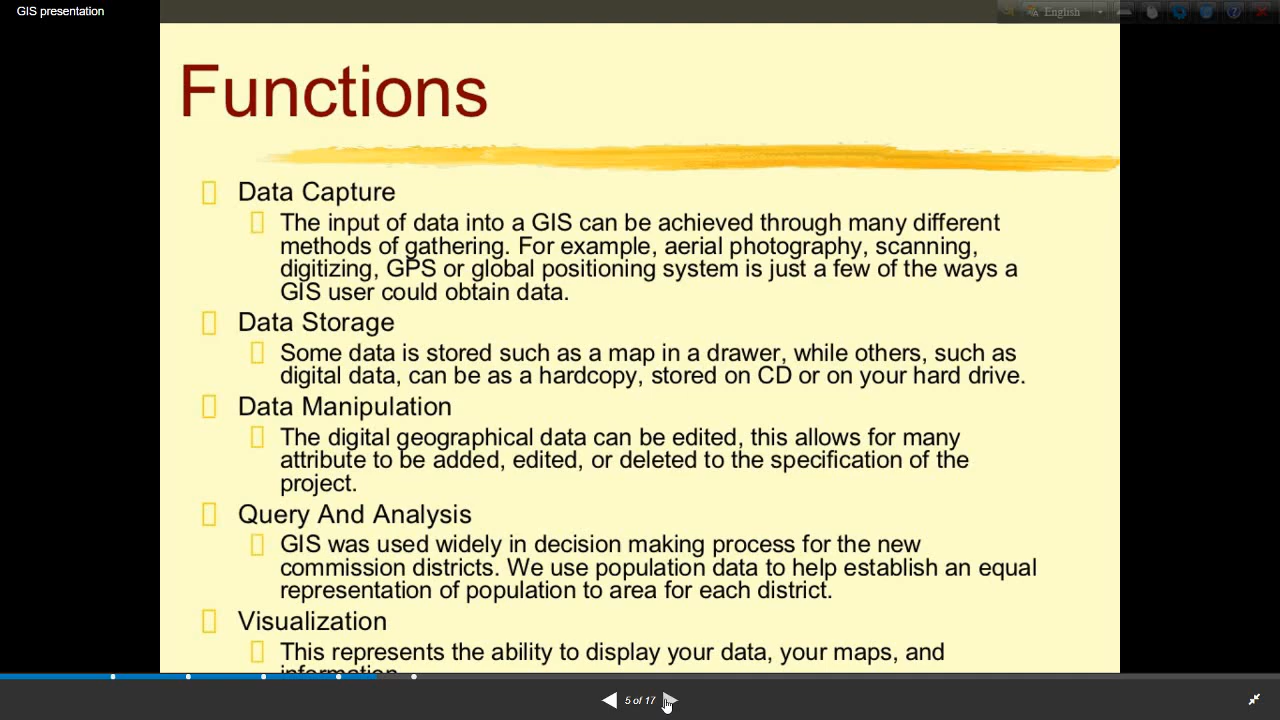 GIS presentation
English
Functions
Data Capture
The input of data into a GIS can be achieved through many different
methods of gathering. For example, aerial photography, scanning,
digitizing, GPS or global positioning system is just a few of the ways a
GIS user could obtain data.
Data Storage
Some data is stored such as a map in a drawer, while others, such as
digital data, can be as a hardcopy, stored on CD or on your hard drive.
Data Manipulation
The digital geographical data can be edited, this allows for many
attribute to be added, edited, or deleted to the specification of the
project.
Query And Analysis
GIS was used widely in decision making process for the new
commission districts. We use population data to help establish an equal
representation of population to area for each district.
Visualization
This represents the ability to display your data, your maps, and
information.
5 of 17